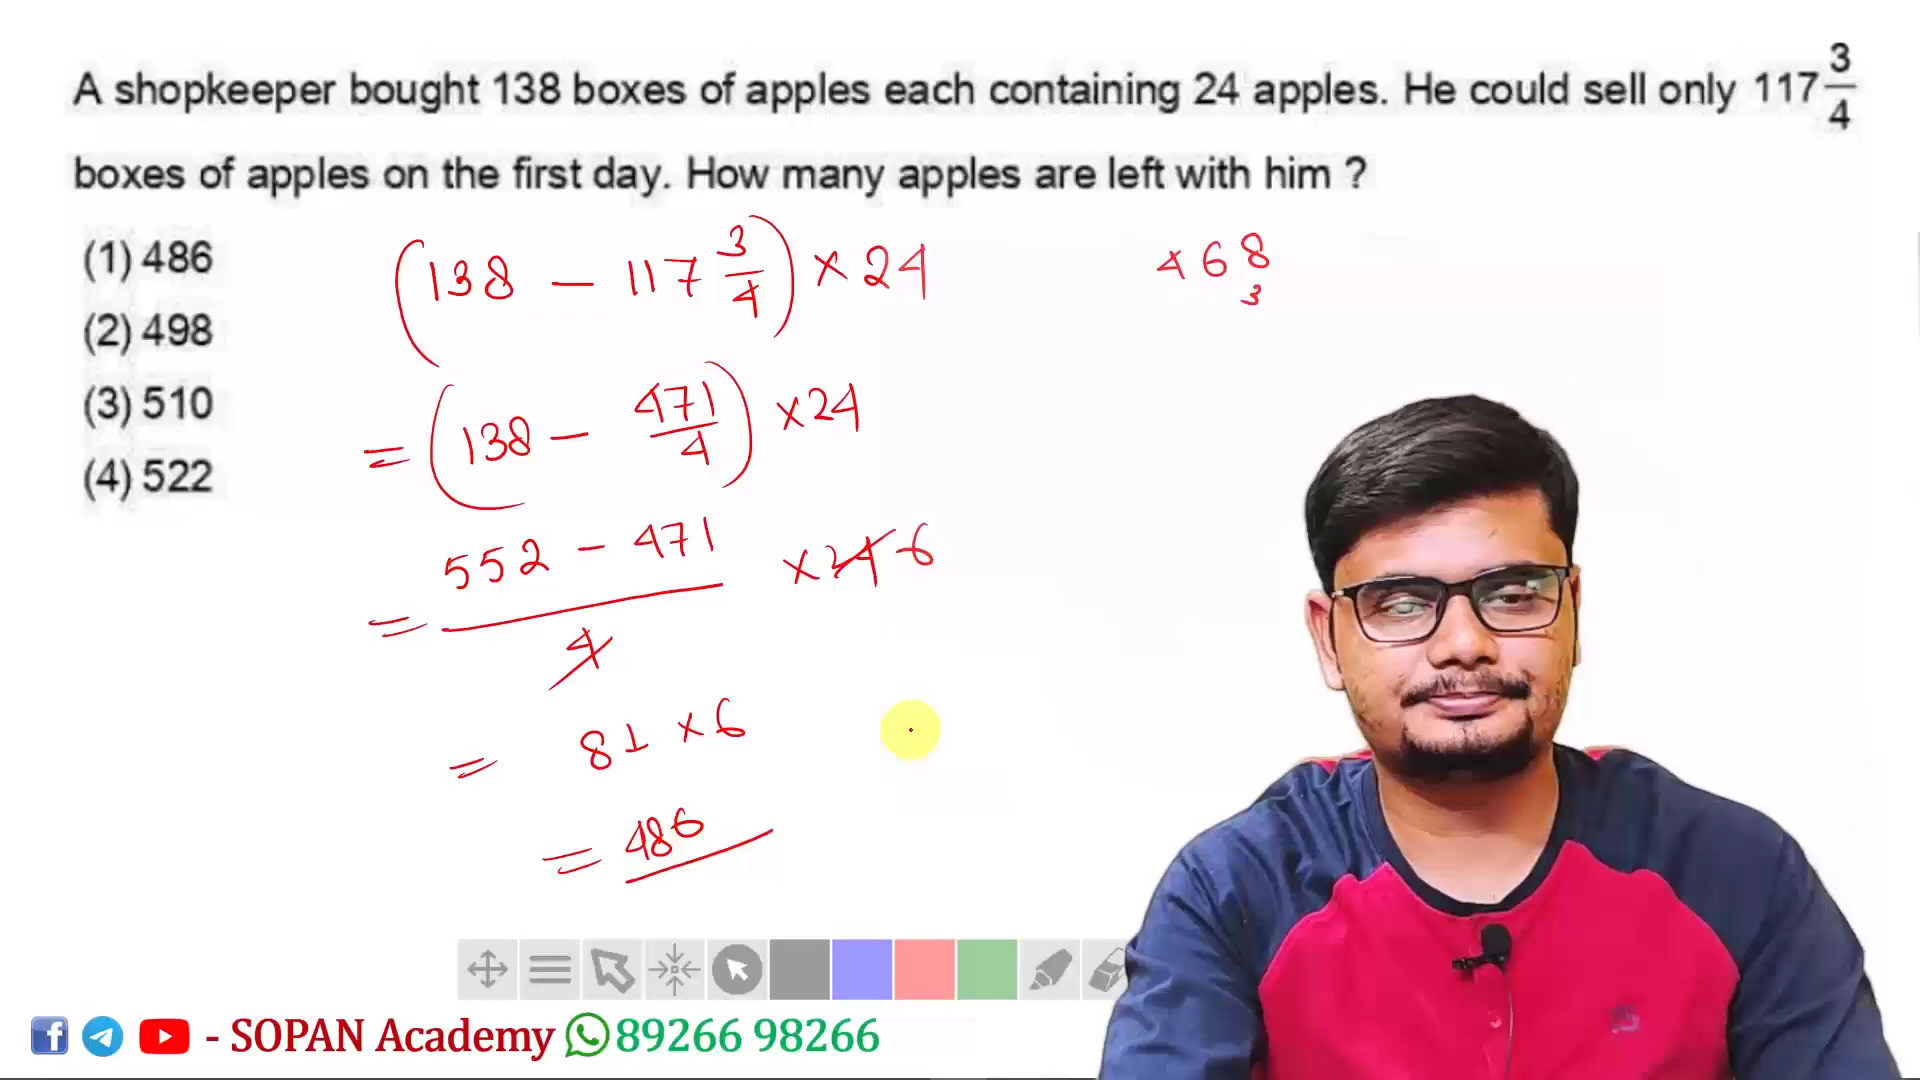 A shopkeeper bought 138 boxes of apples each containing 24 apples. He could sell only 117 3/4
boxes of apples on the first day. How many apples are left with him ?
(1) 486
(2) 498
(3) 510
(4) 522
(138 - 117 3/4) × 24
468
3
= (138 - 471/4) × 24
= (552 - 471)/4 × 24 6
= 81 × 6
= 486
- SOPAN Academy 89266 98266